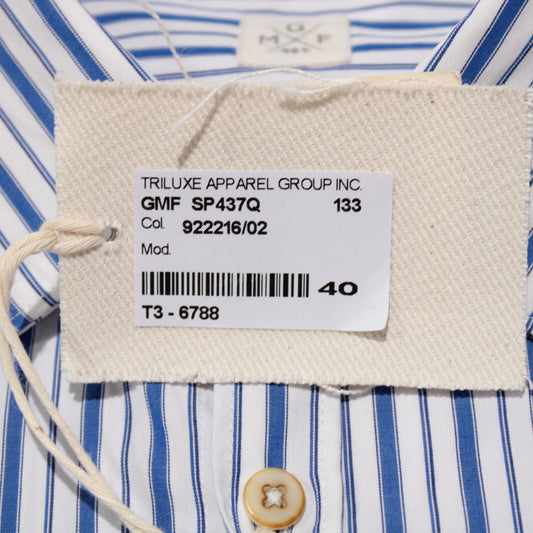 G
M F
TRILUXE APPAREL GROUP INC.
GMF SP437Q 133
Col. 922216/02
Mod.
40
T3 - 6788